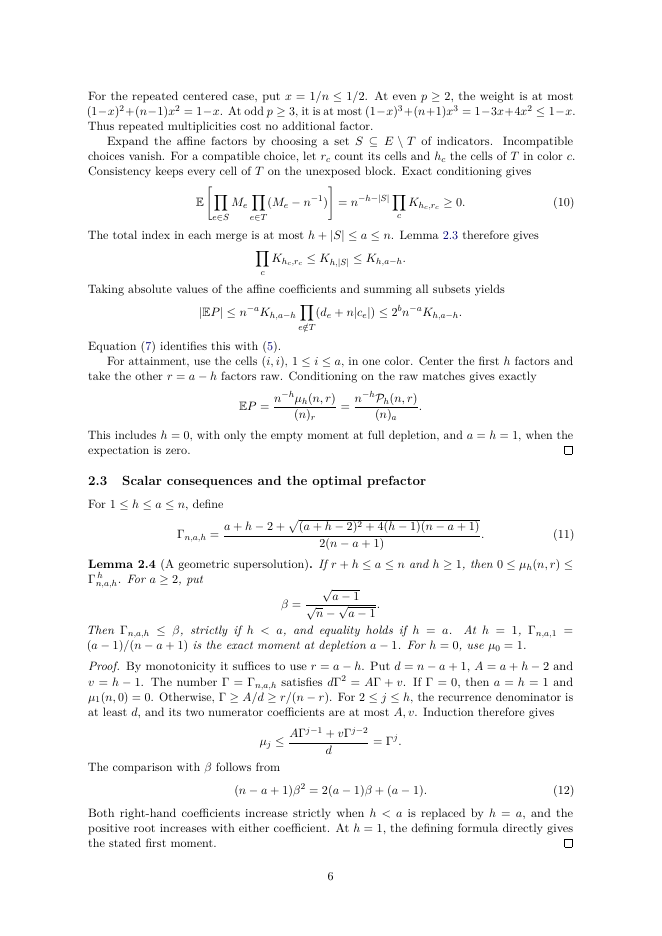 For the repeated centered case, put x = 1/n ≤ 1/2. At even p ≥ 2, the weight is at most
(1−x)²+(n−1)x² = 1−x. At odd p ≥ 3, it is at most (1−x)³+(n+1)x³ = 1−3x+4x² ≤ 1−x.
Thus repeated multiplicities cost no additional factor.
Expand the affine factors by choosing a set S ⊆ E \ T of indicators. Incompatible
choices vanish. For a compatible choice, let r_c count its cells and h_c the cells of T in color c.
Consistency keeps every cell of T on the unexposed block. Exact conditioning gives
E [ ∏_{e∈S} M_e ∏_{e∈T} (M_e − n^{−1}) ] = n^{−h−|S|} ∏_c K_{h_c,r_c} ≥ 0. (10)
The total index in each merge is at most h + |S| ≤ a ≤ n. Lemma 2.3 therefore gives
∏_c K_{h_c,r_c} ≤ K_{h,|S|} ≤ K_{h,a−h}.
Taking absolute values of the affine coefficients and summing all subsets yields
|EP| ≤ n^{−a} K_{h,a−h} ∏_{e∉T} (d_e + n|c_e|) ≤ 2^b n^{−a} K_{h,a−h}.
Equation (7) identifies this with (5).
For attainment, use the cells (i, i), 1 ≤ i ≤ a, in one color. Center the first h factors and
take the other r = a − h factors raw. Conditioning on the raw matches gives exactly
EP = n^{−h} μ_h(n, r) / (n)_r = n^{−h} P_h(n, r) / (n)_a.
This includes h = 0, with only the empty moment at full depletion, and a = h = 1, when the
expectation is zero. □
2.3 Scalar consequences and the optimal prefactor
For 1 ≤ h ≤ a ≤ n, define
Γ_{n,a,h} = (a + h − 2 + √((a + h − 2)² + 4(h − 1)(n − a + 1))) / (2(n − a + 1)). (11)
Lemma 2.4 (A geometric supersolution). If r + h ≤ a ≤ n and h ≥ 1, then 0 ≤ μ_h(n, r) ≤
Γ^h_{n,a,h}. For a ≥ 2, put
β = √(a − 1) / (√n − √(a − 1)).
Then Γ_{n,a,h} ≤ β, strictly if h < a, and equality holds if h = a. At h = 1, Γ_{n,a,1} =
(a − 1)/(n − a + 1) is the exact moment at depletion a − 1. For h = 0, use μ_0 = 1.
Proof. By monotonicity it suffices to use r = a − h. Put d = n − a + 1, A = a + h − 2 and
v = h − 1. The number Γ = Γ_{n,a,h} satisfies dΓ² = AΓ + v. If Γ = 0, then a = h = 1 and
μ_1(n, 0) = 0. Otherwise, Γ ≥ A/d ≥ r/(n − r). For 2 ≤ j ≤ h, the recurrence denominator is
at least d, and its two numerator coefficients are at most A, v. Induction therefore gives
μ_j ≤ (AΓ^{j−1} + vΓ^{j−2}) / d = Γ^j.
The comparison with β follows from
(n − a + 1)β² = 2(a − 1)β + (a − 1). (12)
Both right-hand coefficients increase strictly when h < a is replaced by h = a, and the
positive root increases with either coefficient. At h = 1, the defining formula directly gives
the stated first moment. □
6